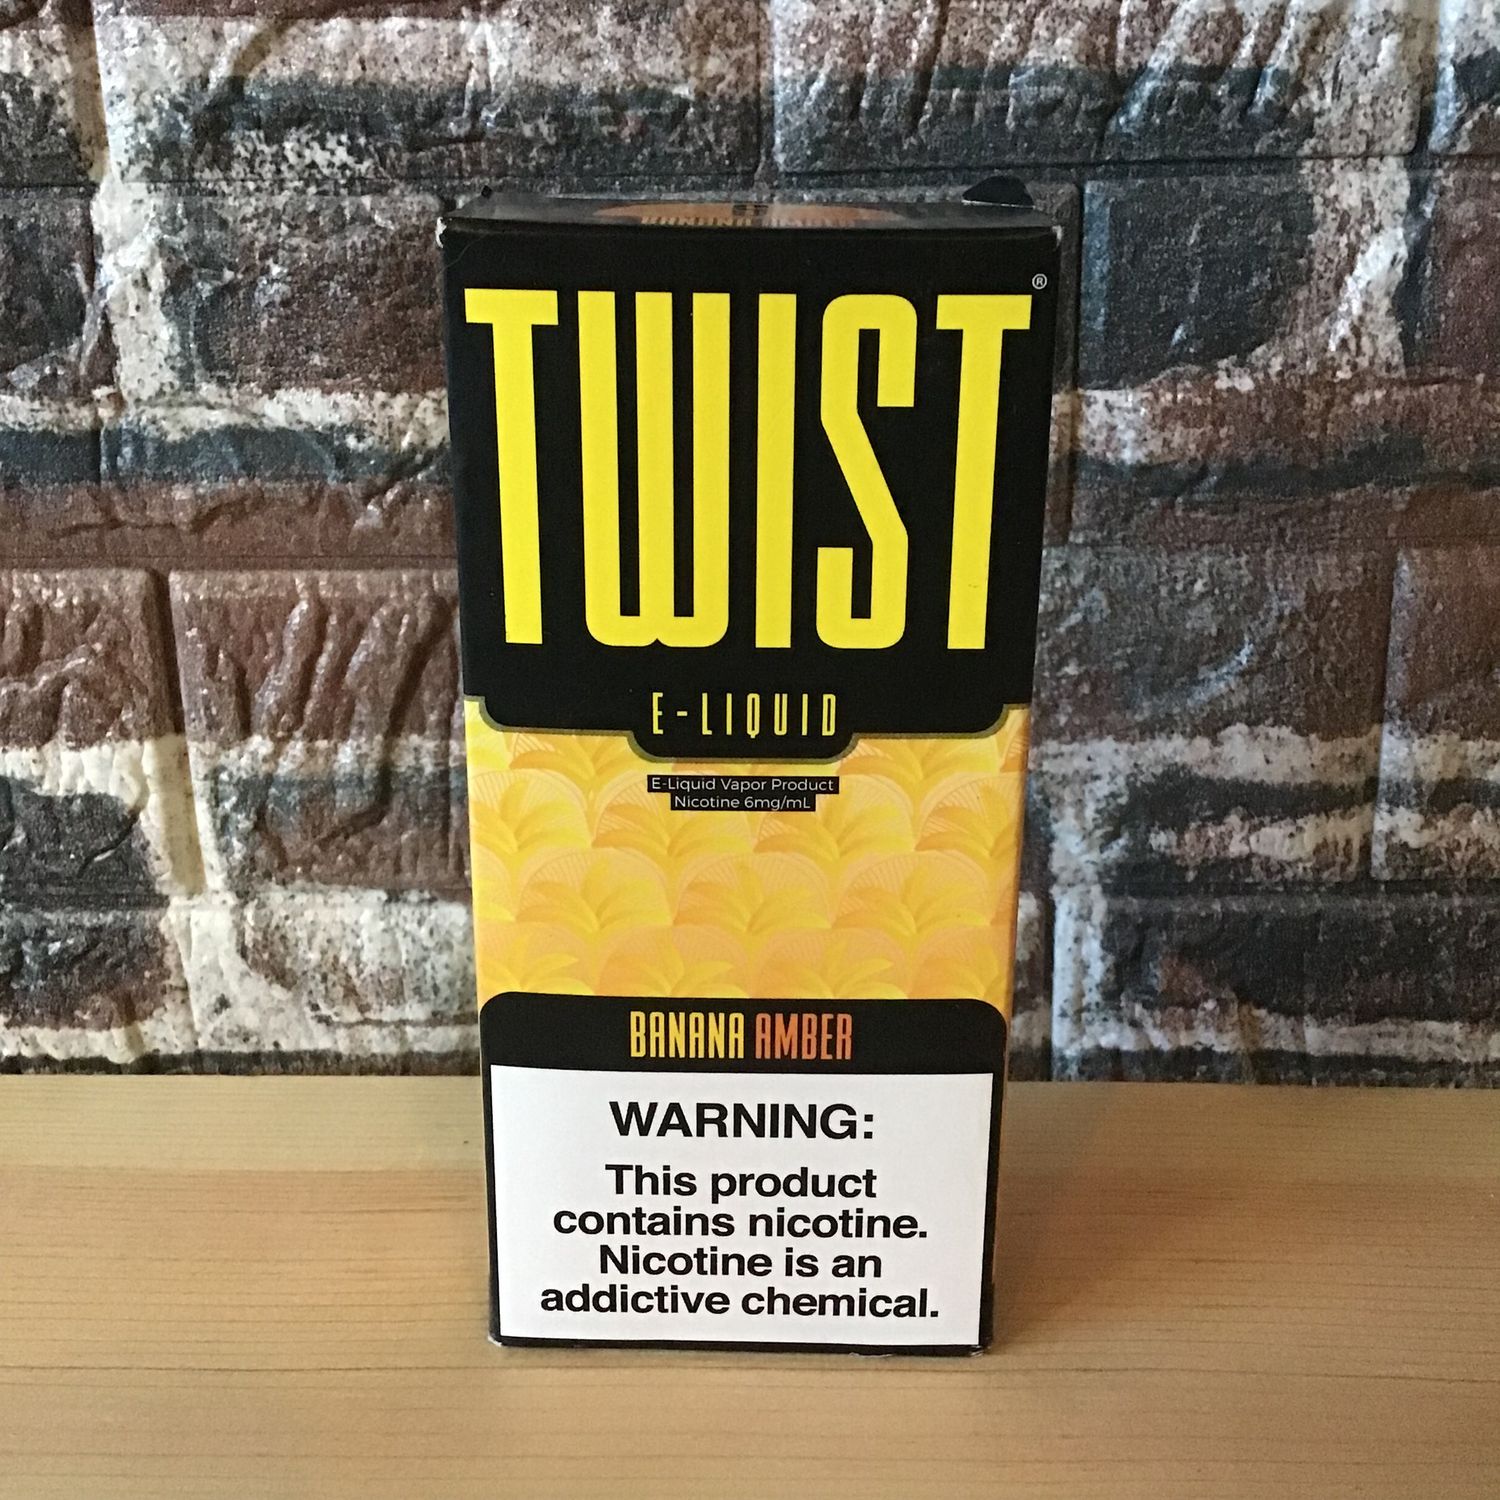 BANANA
TWIST®
E-LIQUID
E-Liquid Vapor Product
Nicotine 6mg/mL
BANANA AMBER
WARNING:
This product
contains nicotine.
Nicotine is an
addictive chemical.